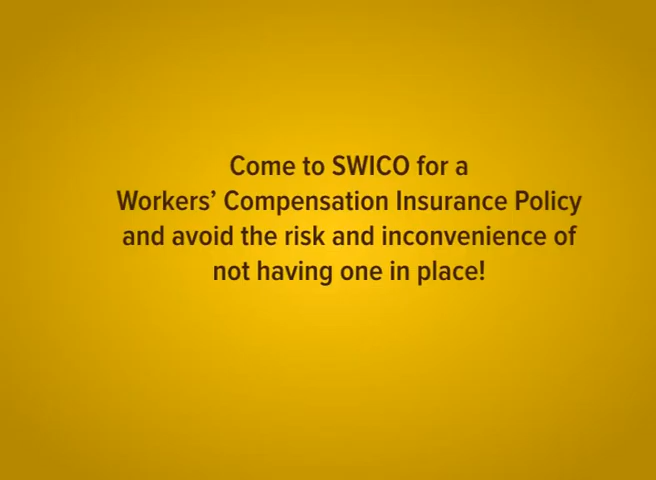 Come to SWICO for a
Workers’ Compensation Insurance Policy
and avoid the risk and inconvenience of
not having one in place!